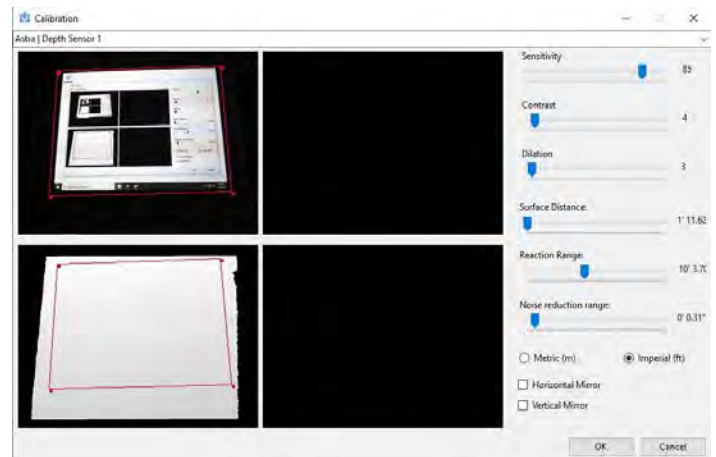 Calibration
Astra | Depth Sensor 1
Sensitivity
85
Contrast
4
Dilation
3
Surface Distance:
1' 11.62
Reaction Range:
10' 3.7(
Noise reduction range:
0' 0.31"
Metric (m)
Imperial (ft)
Horizontal Mirror
Vertical Mirror
OK
Cancel